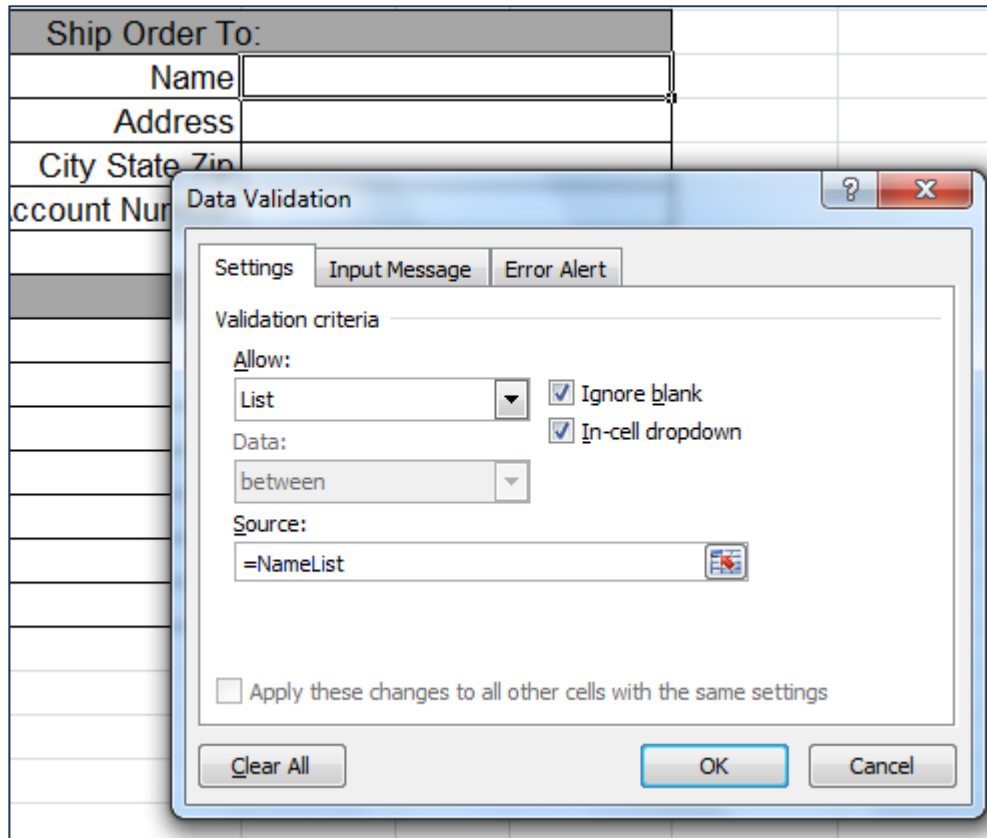 Ship Order To:
Name
Address
City State Zip
Account Nur
Data Validation
?
X
Settings
Input Message
Error Alert
Validation criteria
Allow:
List
Ignore blank
In-cell dropdown
Data:
between
Source:
=NameList
Apply these changes to all other cells with the same settings
Clear All
OK
Cancel